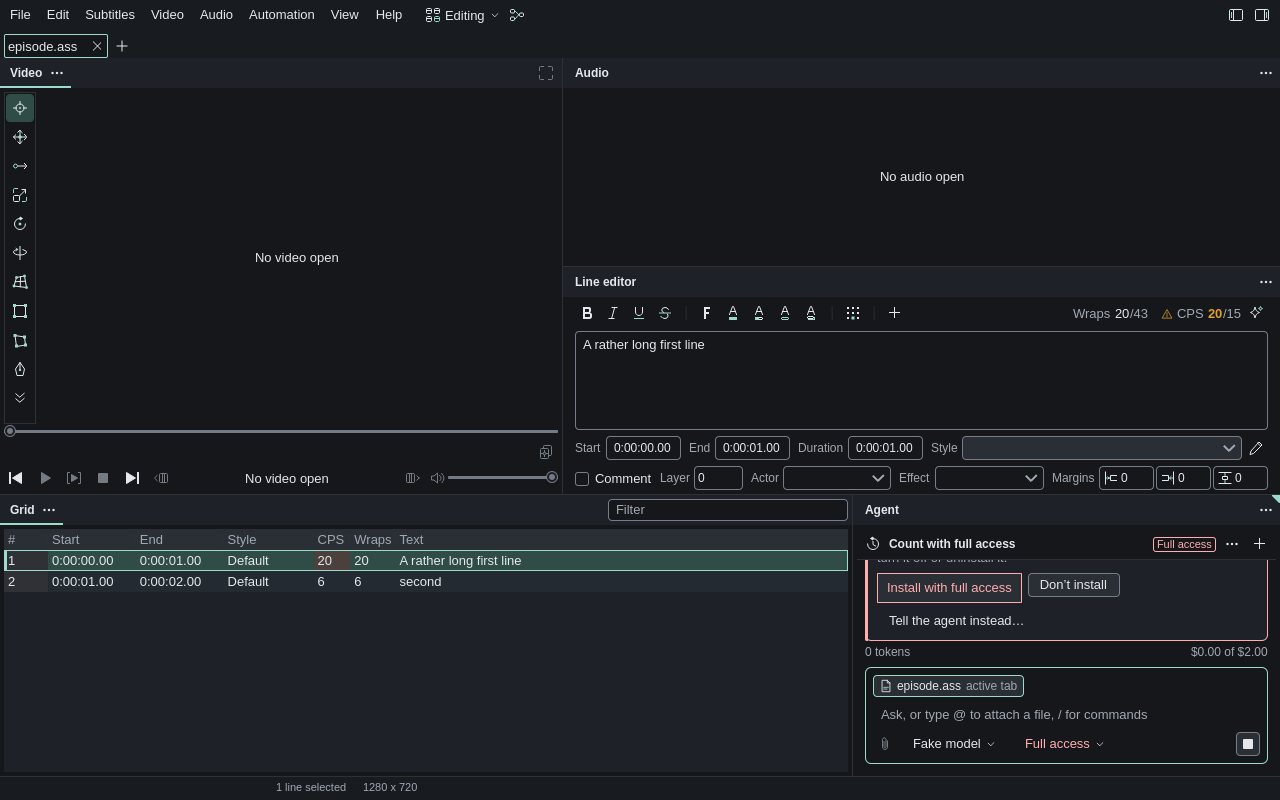 File Edit Subtitles Video Audio Automation View Help Editing
episode.ass
Video
Audio
No video open
No audio open
Line editor
Wraps 20/43 CPS 20/15
A rather long first line
Start 0:00:00.00 End 0:00:01.00 Duration 0:00:01.00 Style
No video open
Comment Layer 0 Actor Effect Margins 0 0 0
Grid
Filter
# Start End Style CPS Wraps Text
1 0:00:00.00 0:00:01.00 Default 20 20 A rather long first line
2 0:00:01.00 0:00:02.00 Default 6 6 second
Agent
Count with full access Full access
turn it off or uninstall it.
Install with full access Don't install
Tell the agent instead…
0 tokens $0.00 of $2.00
episode.ass active tab
Ask, or type @ to attach a file, / for commands
Fake model Full access
1 line selected 1280 x 720